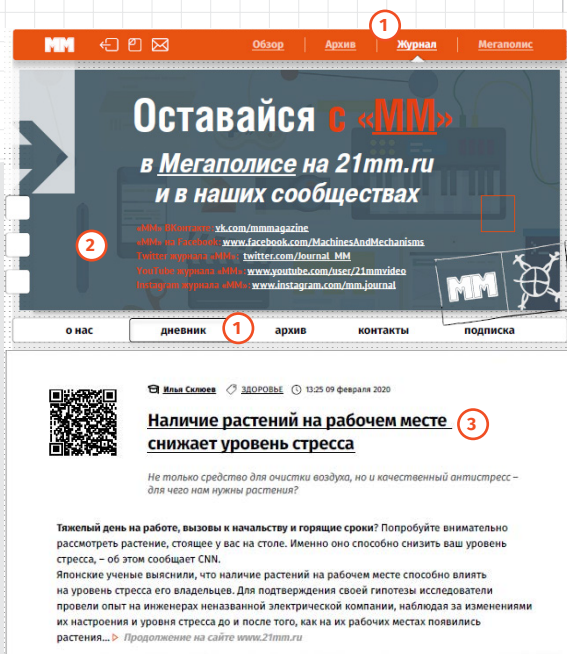 1
ММ
Обзор
Архив
Журнал
Мегаполис
Оставайся с «ММ»
в Мегаполисе на 21mm.ru
и в наших сообществах
2
«ММ» ВКонтакте: vk.com/mmmagazine
«ММ» на Facebook: www.facebook.com/MachinesAndMechanisms
Twitter журнала «ММ»: twitter.com/Journal_MM
YouTube журнала «ММ»: www.youtube.com/user/21mmvideo
Instagram журнала «ММ»: www.instagram.com/mm.journal
ММ
о нас
дневник
1
архив
контакты
подписка
Илья Склюев ЗДОРОВЬЕ 13:25 09 февраля 2020
Наличие растений на рабочем месте
3
снижает уровень стресса
Не только средство для очистки воздуха, но и качественный антистресс –
для чего нам нужны растения?
Тяжелый день на работе, вызовы к начальству и горящие сроки? Попробуйте внимательно
рассмотреть растение, стоящее у вас на столе. Именно оно способно снизить ваш уровень
стресса, – об этом сообщает CNN.
Японские ученые выяснили, что наличие растений на рабочем месте способно влиять
на уровень стресса его владельцев. Для подтверждения своей гипотезы исследователи
провели опыт на инженерах неназванной электрической компании, наблюдая за изменениями
их настроения и уровня стресса до и после того, как на их рабочих местах появились
растения... Продолжение на сайте www.21mm.ru